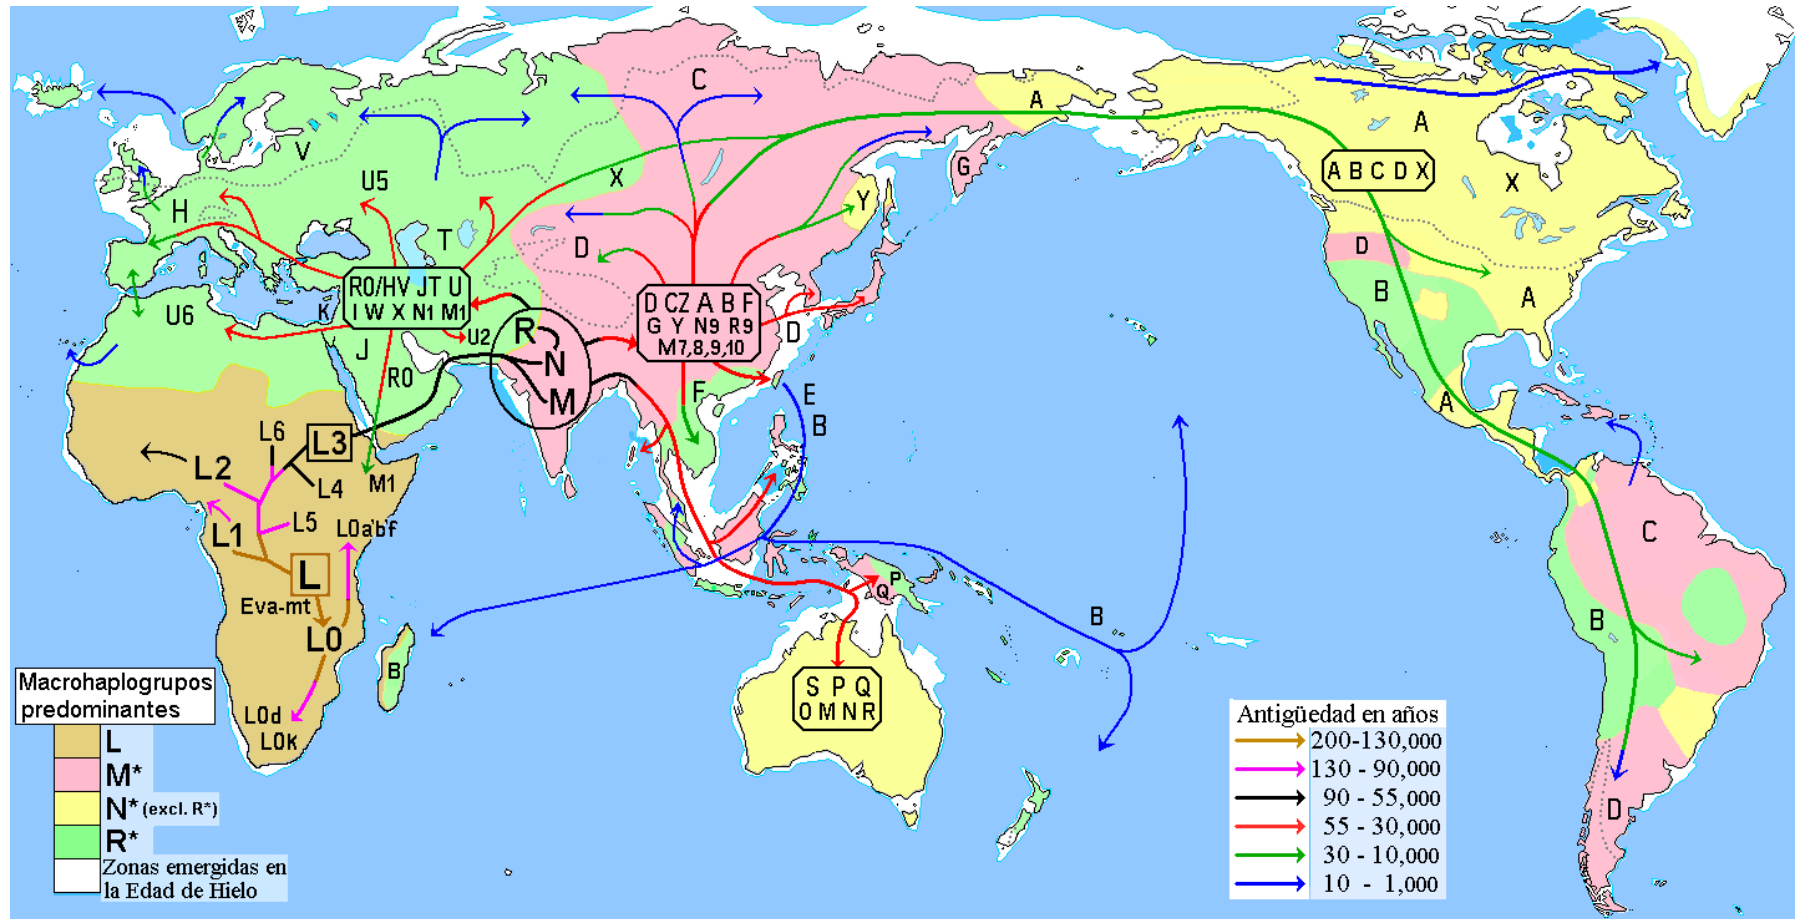 C
A
A
G
V
X
U5
A B C D X
X
H
Y
T
D
D
R0/HV JT U
I W X N1 M1
D CZ A B F
G Y N9 R9
M7,8,9,10
B
A
K
U6
R
D
U2
J
N
R0
M
F
E
B
A
L6
L3
L2
L4
M1
L5
L1
L0a'b'f
C
L
Eva-mt
P
Q
L0
B
B
B
S P Q
O M N R
L0d
L0k
D
Macrohaplogrupos
predominantes
L
M*
N* (excl. R*)
R*
Zonas emergidas en
la Edad de Hielo
Antigüedad en años
200-130,000
130 - 90,000
90 - 55,000
55 - 30,000
30 - 10,000
10 - 1,000